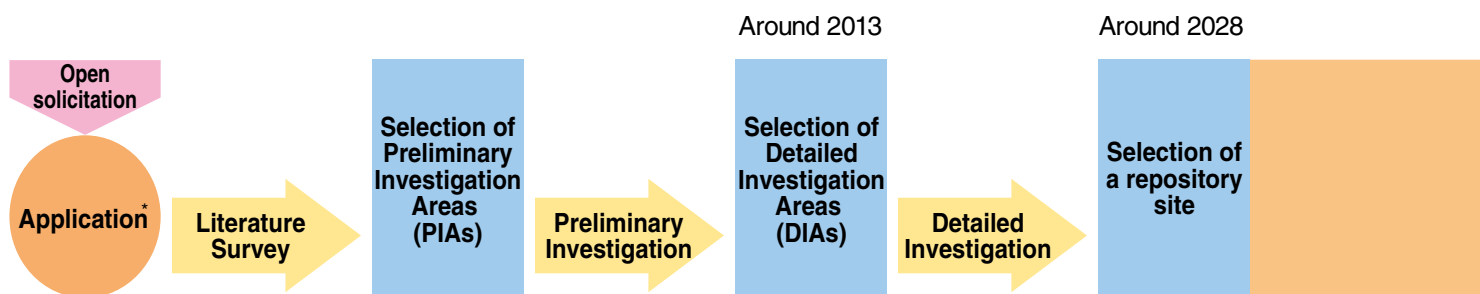 Around 2013
Around 2028
Open
solicitation
Application*
Literature
Survey
Selection of
Preliminary
Investigation
Areas
(PIAs)
Preliminary
Investigation
Selection of
Detailed
Investigation
Areas
(DIAs)
Detailed
Investigation
Selection of
a repository
site